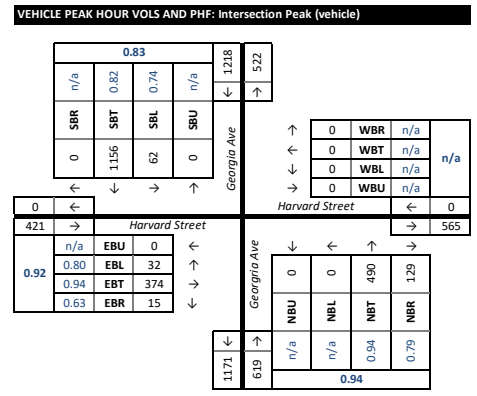 VEHICLE PEAK HOUR VOLS AND PHF: Intersection Peak (vehicle)
0.83
n/a 0.82 0.74 n/a
SBR SBT SBL SBU
0 1156 62 0
← ↓ → ↑
1218 522
↓ ↑
Georgia Ave
↑ 0 WBR n/a
← 0 WBT n/a
↓ 0 WBL n/a
→ 0 WBU n/a
n/a
Harvard Street
← 0
→ 565
0 ←
421 →
Harvard Street
0.92
n/a EBU 0 ←
0.80 EBL 32 ↑
0.94 EBT 374 →
0.63 EBR 15 ↓
Georgria Ave
↓ ← ↑ →
0 0 490 129
NBU NBL NBT NBR
n/a n/a 0.94 0.79
0.94
↓ ↑
1171 619